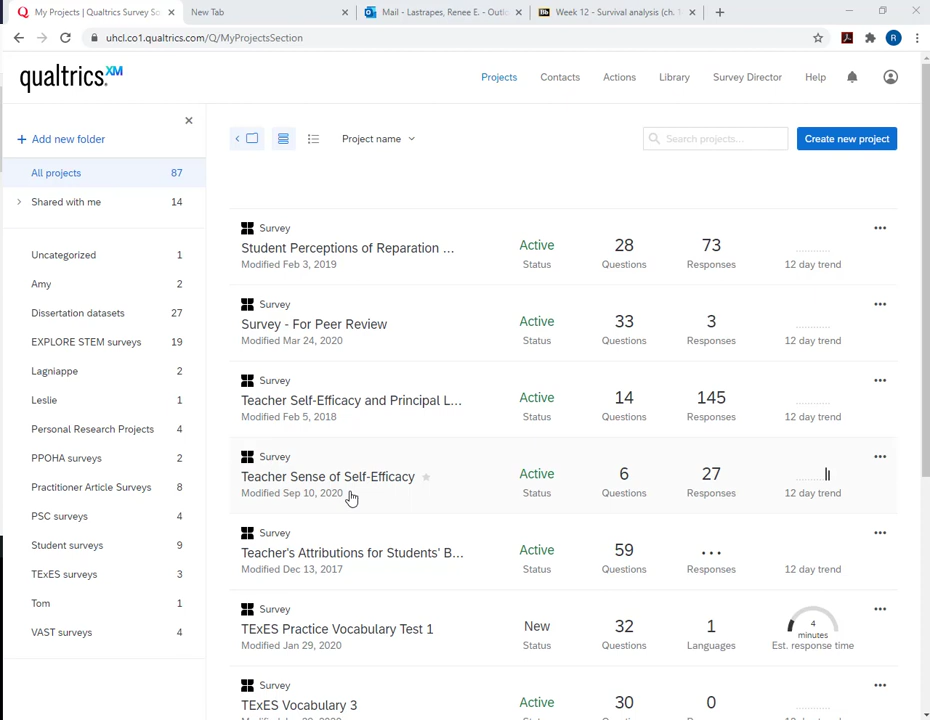 My Projects | Qualtrics Survey So
New Tab
Mail - Lastrapes, Renee E. - Outl
Week 12 - Survival analysis (ch. 1
uhcl.co1.qualtrics.com/Q/MyProjectsSection
R
qualtrics.XM
Projects
Contacts
Actions
Library
Survey Director
Help
+ Add new folder
Project name
Search projects...
Create new project
All projects 87
Shared with me 14
Uncategorized 1
Amy 2
Dissertation datasets 27
EXPLORE STEM surveys 19
Lagniappe 2
Leslie 1
Personal Research Projects 4
PPOHA surveys 2
Practitioner Article Surveys 8
PSC surveys 4
Student surveys 9
TExES surveys 3
Tom 1
VAST surveys 4
Survey
Student Perceptions of Reparation ... Active 28 73
Modified Feb 3, 2019 Status Questions Responses 12 day trend
Survey
Survey - For Peer Review Active 33 3
Modified Mar 24, 2020 Status Questions Responses 12 day trend
Survey
Teacher Self-Efficacy and Principal L... Active 14 145
Modified Feb 5, 2018 Status Questions Responses 12 day trend
Survey
Teacher Sense of Self-Efficacy Active 6 27
Modified Sep 10, 2020 Status Questions Responses 12 day trend
Survey
Teacher's Attributions for Students' B... Active 59 ...
Modified Dec 13, 2017 Status Questions Responses 12 day trend
Survey
TExES Practice Vocabulary Test 1 New 32 1 4 minutes
Modified Jan 29, 2020 Status Questions Languages Est. response time
Survey
TExES Vocabulary 3 Active 30 0